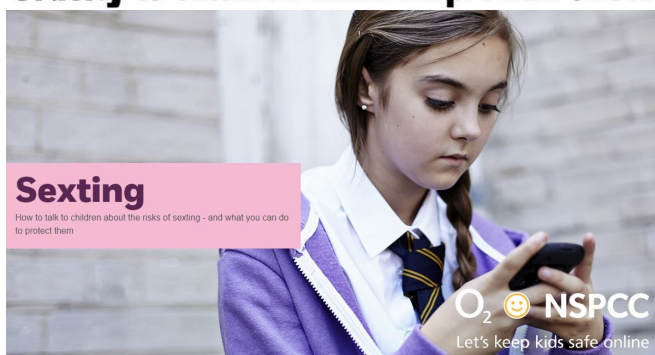 Sexting
How to talk to children about the risks of sexting - and what you can do
to protect them
O2 NSPCC
Let's keep kids safe online